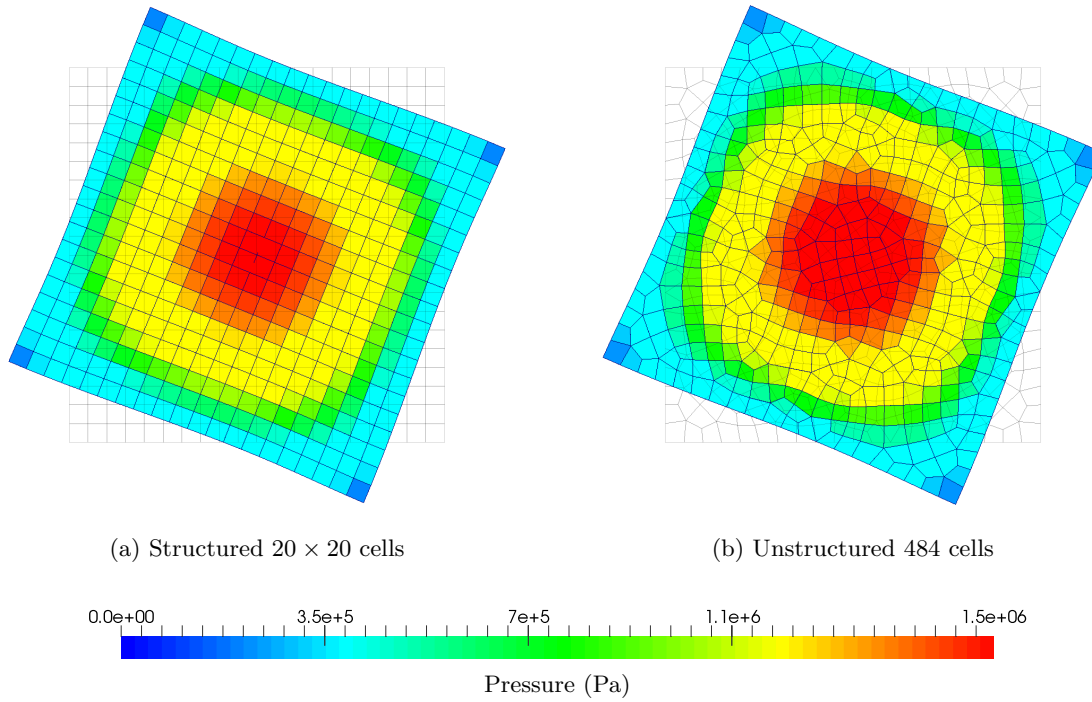 (a) Structured 20 × 20 cells
(b) Unstructured 484 cells
0.0e+00 3.5e+5 7e+5 1.1e+6 1.5e+06
Pressure (Pa)